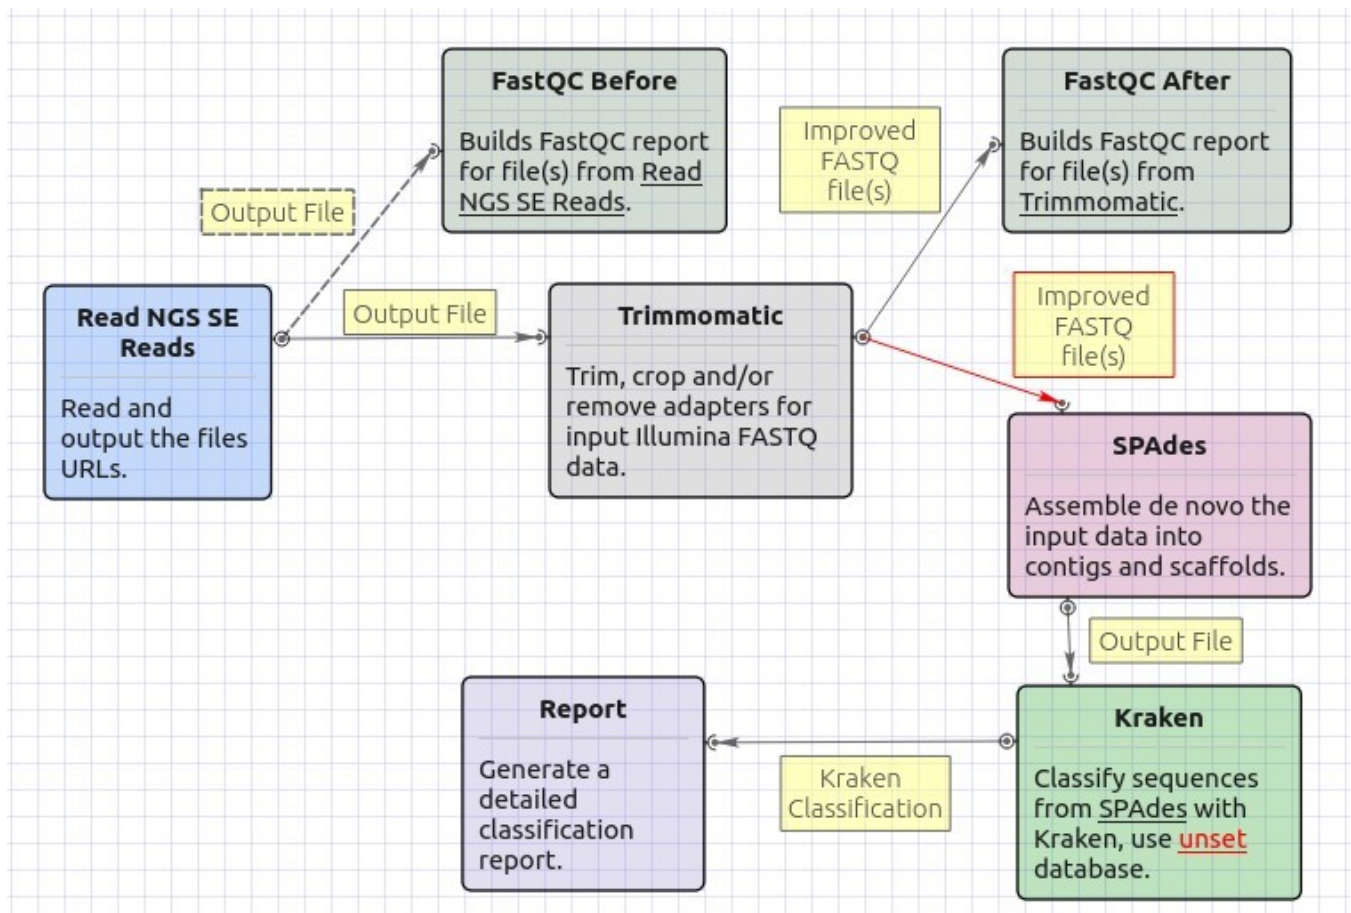 FastQC Before
Builds FastQC report
for file(s) from Read
NGS SE Reads.
FastQC After
Builds FastQC report
for file(s) from
Trimmomatic.
Improved
FASTQ
file(s)
Output File
Output File
Read NGS SE
Reads
Read and
output the files
URLs.
Trimmomatic
Trim, crop and/or
remove adapters for
input Illumina FASTQ
data.
Improved
FASTQ
file(s)
SPAdes
Assemble de novo the
input data into
contigs and scaffolds.
Output File
Kraken
Classify sequences
from SPAdes with
Kraken, use unset
database.
Kraken
Classification
Report
Generate a
detailed
classification
report.